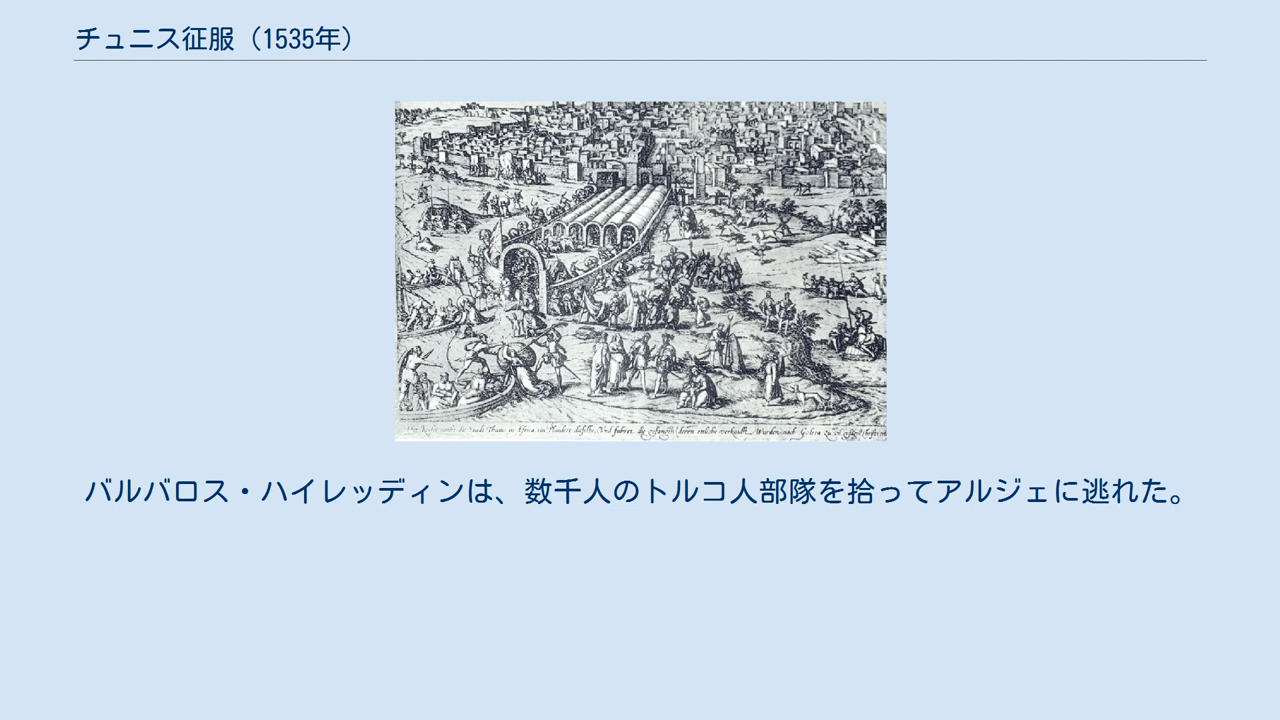 チュニス征服（1535年）
バルバロス・ハイレッディンは、数千人のトルコ人部隊を拾ってアルジェに逃れた。